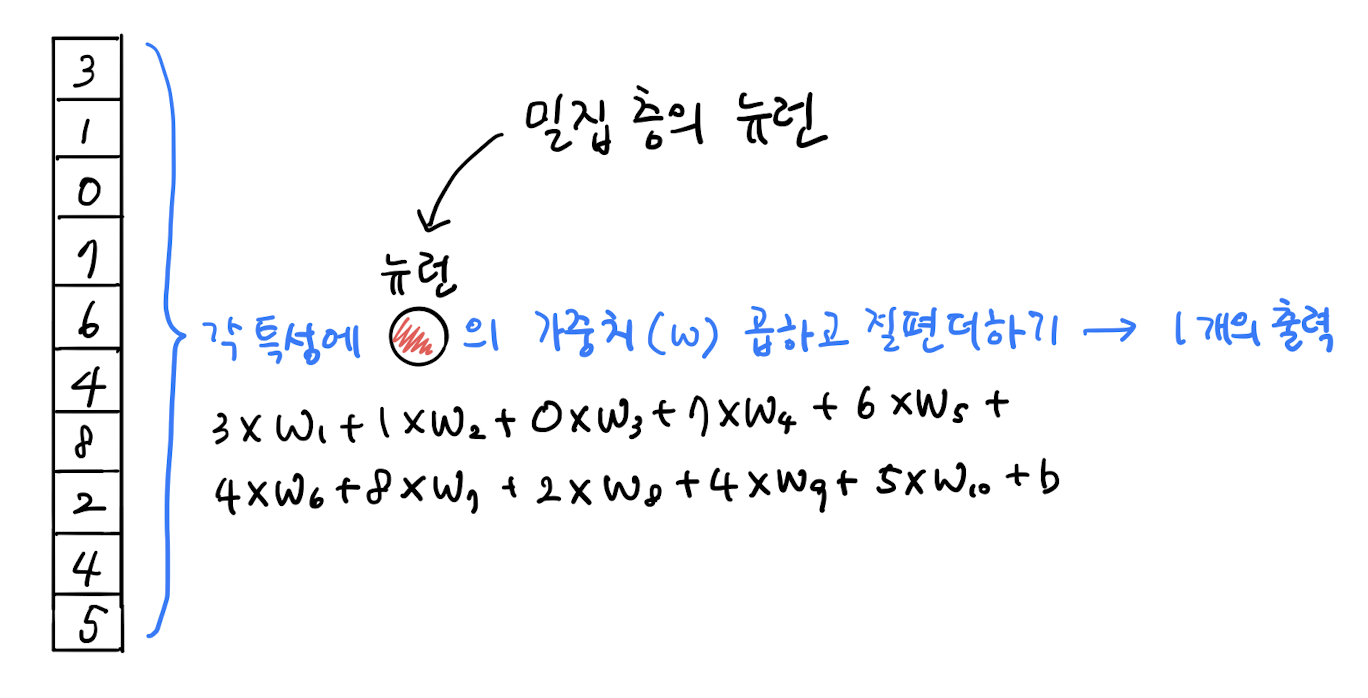 3
1
0
7
6
4
8
2
4
5
밀집 층의 뉴런
뉴런
각 특성에 의 가중치(w) 곱하고 절편더하기 → 1개의 출력
3×w₁+1×w₂+0×w₃+7×w₄+6×w₅+
4×w₆+8×w₇+2×w₈+4×w₉+5×w₁₀+b